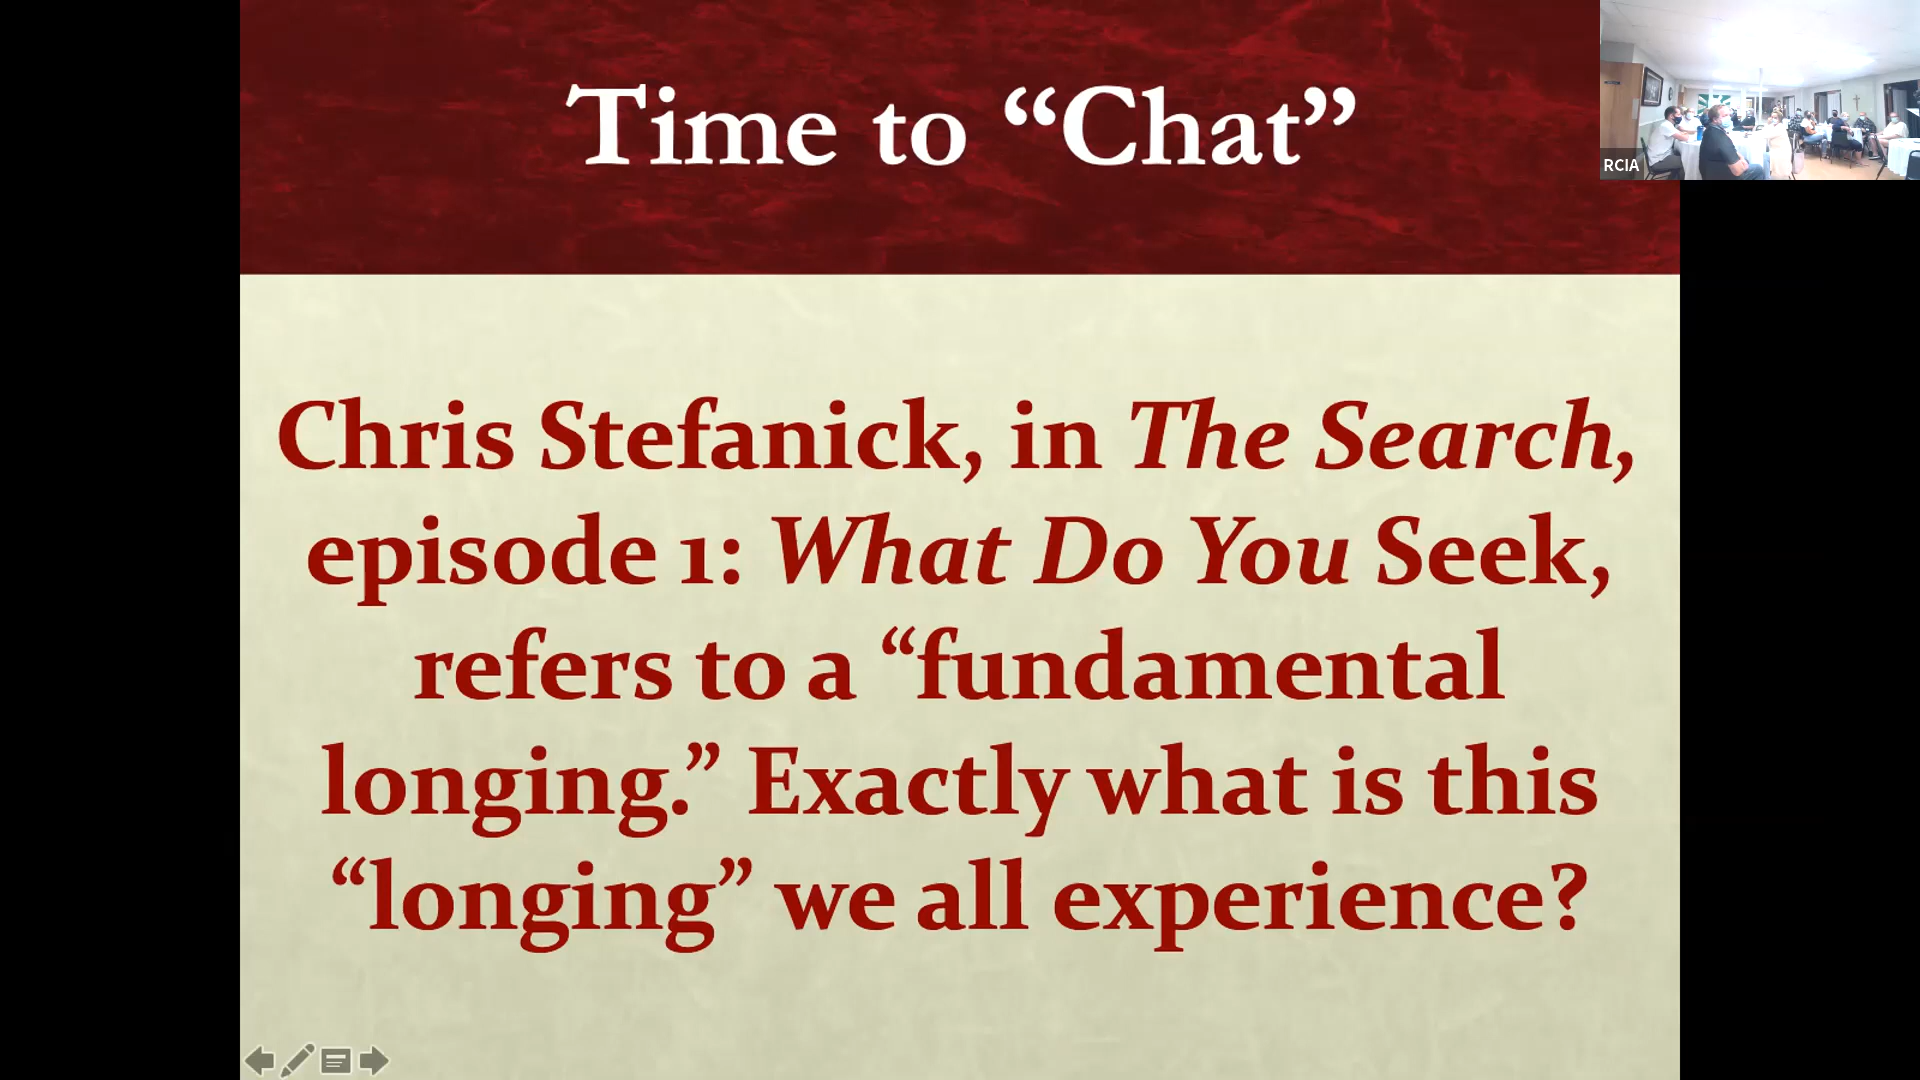 Time to “Chat”
RCIA
Chris Stefanick, in The Search,
episode 1: What Do You Seek,
refers to a “fundamental
longing.” Exactly what is this
“longing” we all experience?